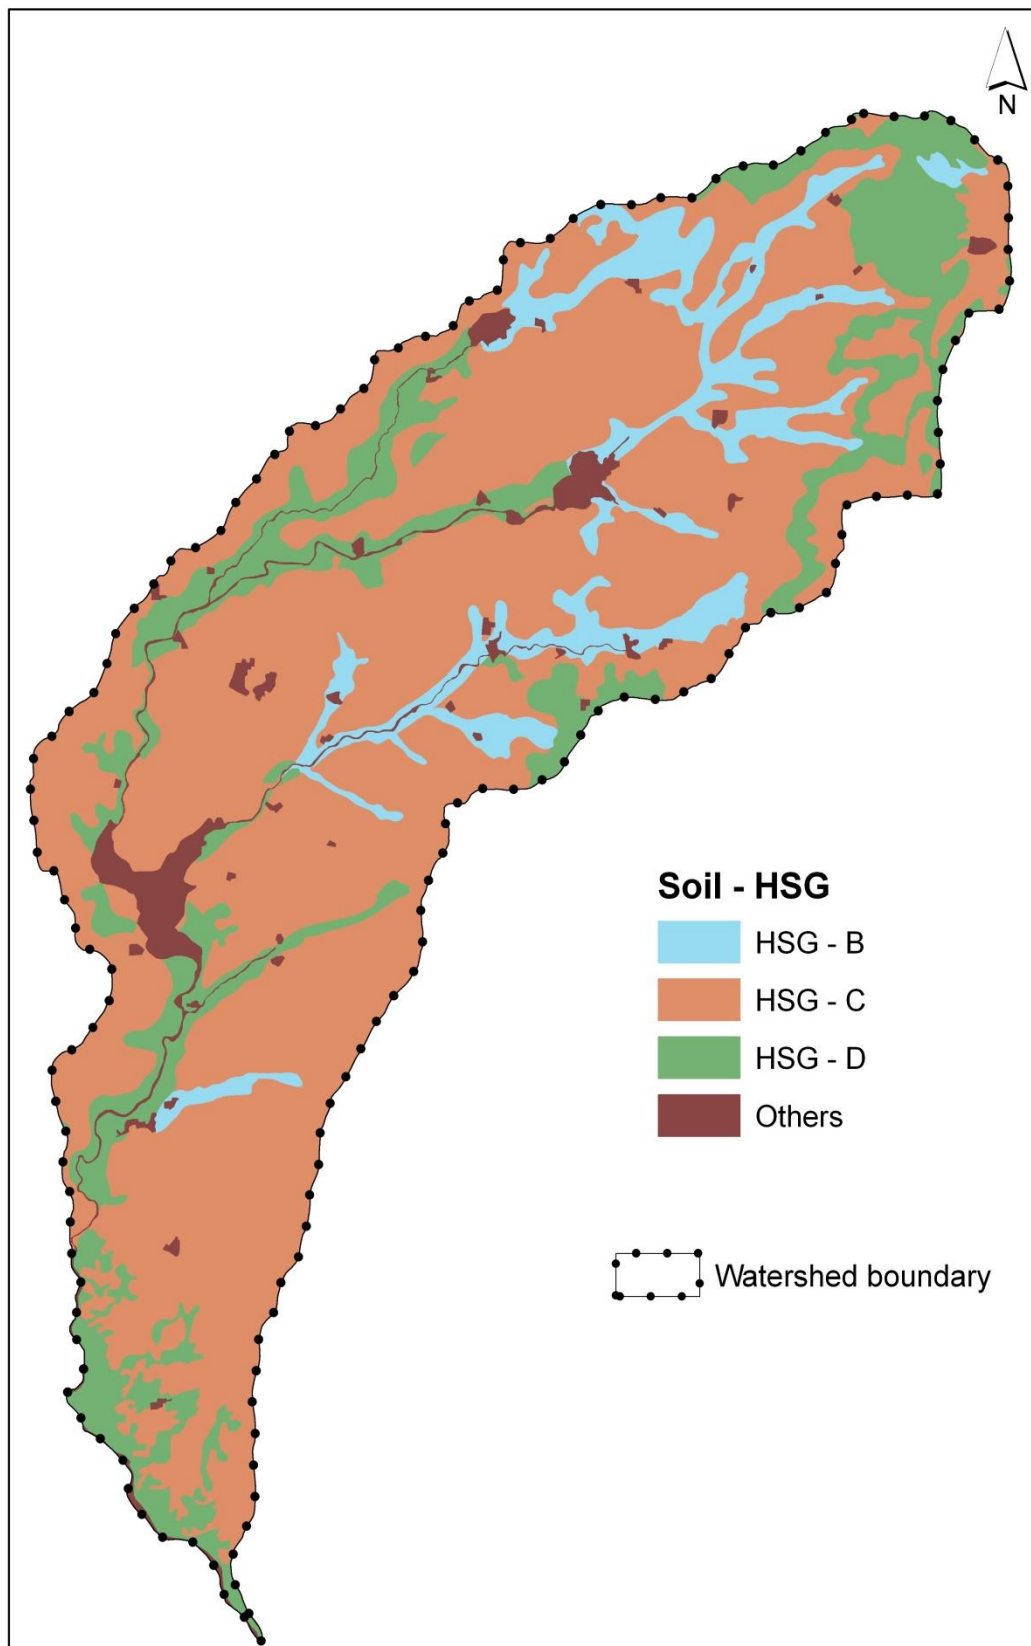 N
Soil - HSG
HSG - B
HSG - C
HSG - D
Others
Watershed boundary